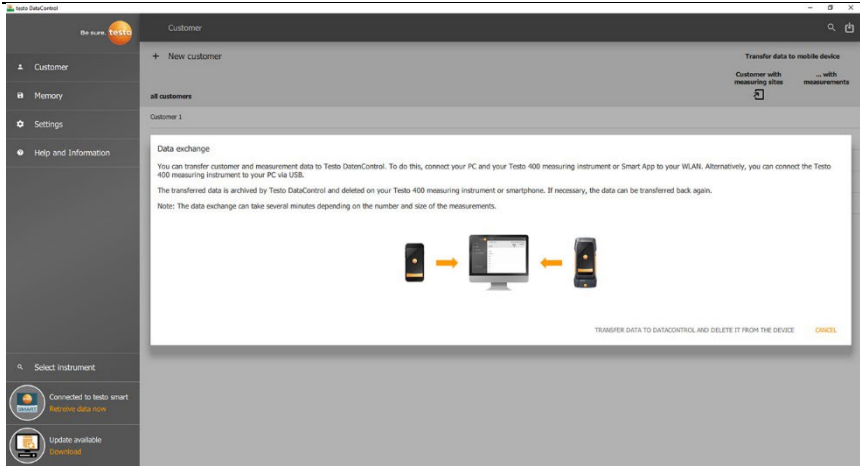 testo DataControl
Be sure. testo
Customer
Customer
Memory
Settings
Help and Information
+ New customer
Transfer data to mobile device
Customer with
measuring sites
... with
measurements
all customers
Customer 1
Data exchange
You can transfer customer and measurement data to Testo DatenControl. To do this, connect your PC and your Testo 400 measuring instrument or Smart App to your WLAN. Alternatively, you can connect the Testo
400 measuring instrument to your PC via USB.
The transferred data is archived by Testo DataControl and deleted on your Testo 400 measuring instrument or smartphone. If necessary, the data can be transferred back again.
Note: The data exchange can take several minutes depending on the number and size of the measurements.
TRANSFER DATA TO DATACONTROL AND DELETE IT FROM THE DEVICE
CANCEL
Select instrument
SMART
Connected to testo smart
Retreive data now
Update available
Download